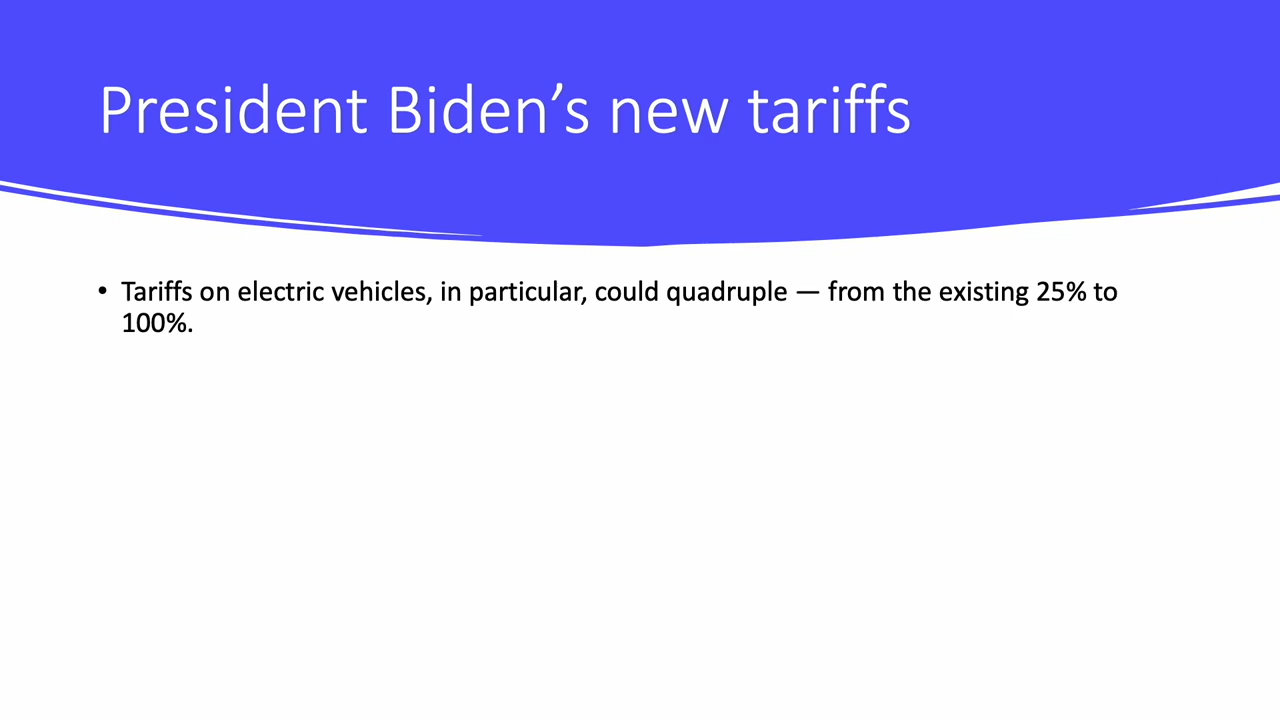 President Biden’s new tariffs
• Tariffs on electric vehicles, in particular, could quadruple — from the existing 25% to
100%.